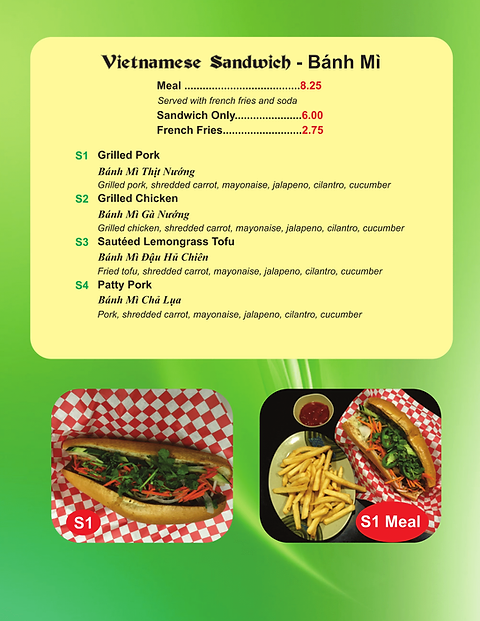 Vietnamese Sandwich - Bánh Mì
Meal ......................................8.25
Served with french fries and soda
Sandwich Only......................6.00
French Fries..........................2.75
S1 Grilled Pork
Bánh Mì Thịt Nướng
Grilled pork, shredded carrot, mayonaise, jalapeno, cilantro, cucumber
S2 Grilled Chicken
Bánh Mì Gà Nướng
Grilled chicken, shredded carrot, mayonaise, jalapeno, cilantro, cucumber
S3 Sautéed Lemongrass Tofu
Bánh Mì Đậu Hủ Chiên
Fried tofu, shredded carrot, mayonaise, jalapeno, cilantro, cucumber
S4 Patty Pork
Bánh Mì Chả Lụa
Pork, shredded carrot, mayonaise, jalapeno, cilantro, cucumber
S1
S1 Meal